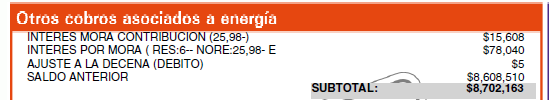 Otros cobros asociados a energía
INTERES MORA CONTRIBUCION (25,98-) $15,608
INTERES POR MORA ( RES:6-- NORE:25,98- E $78,040
AJUSTE A LA DECENA (DEBITO) $5
SALDO ANTERIOR $8,608,510
SUBTOTAL: $8,702,163